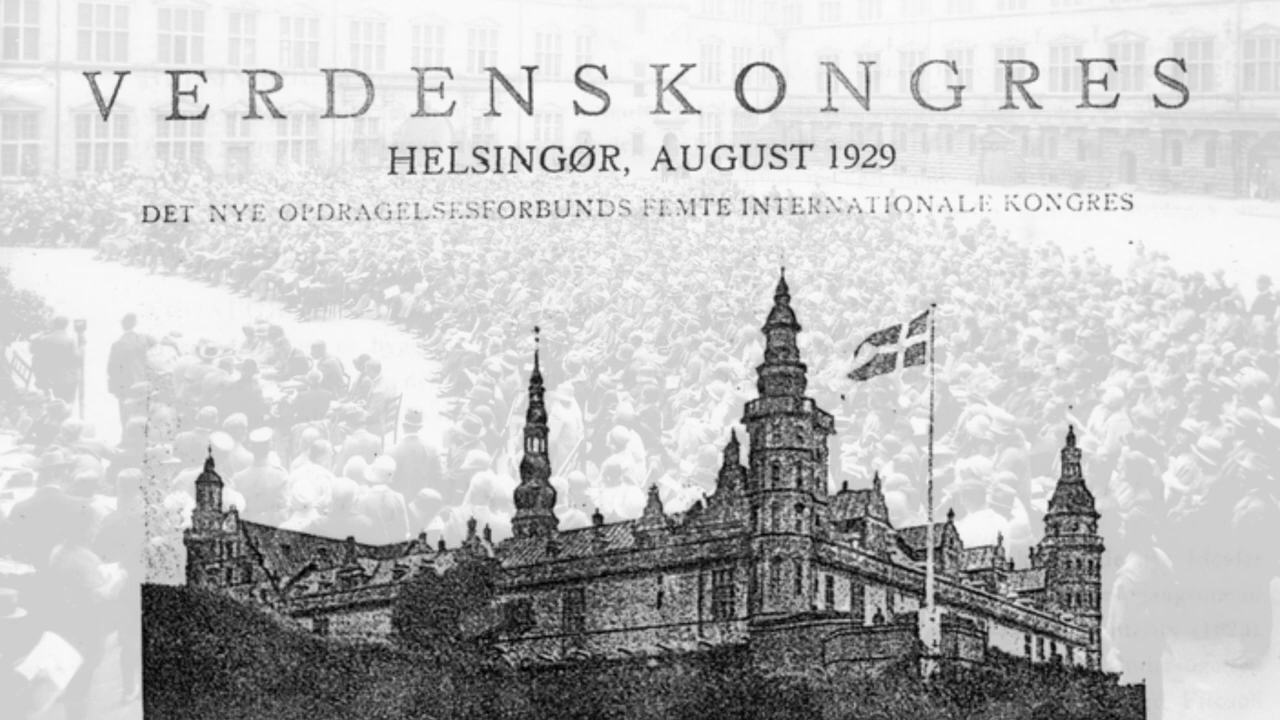 VERDENSKONGRES
HELSINGØR, AUGUST 1929
DET NYE OPDRAGELSESFORBUNDS FEMTE INTERNATIONALE KONGRES